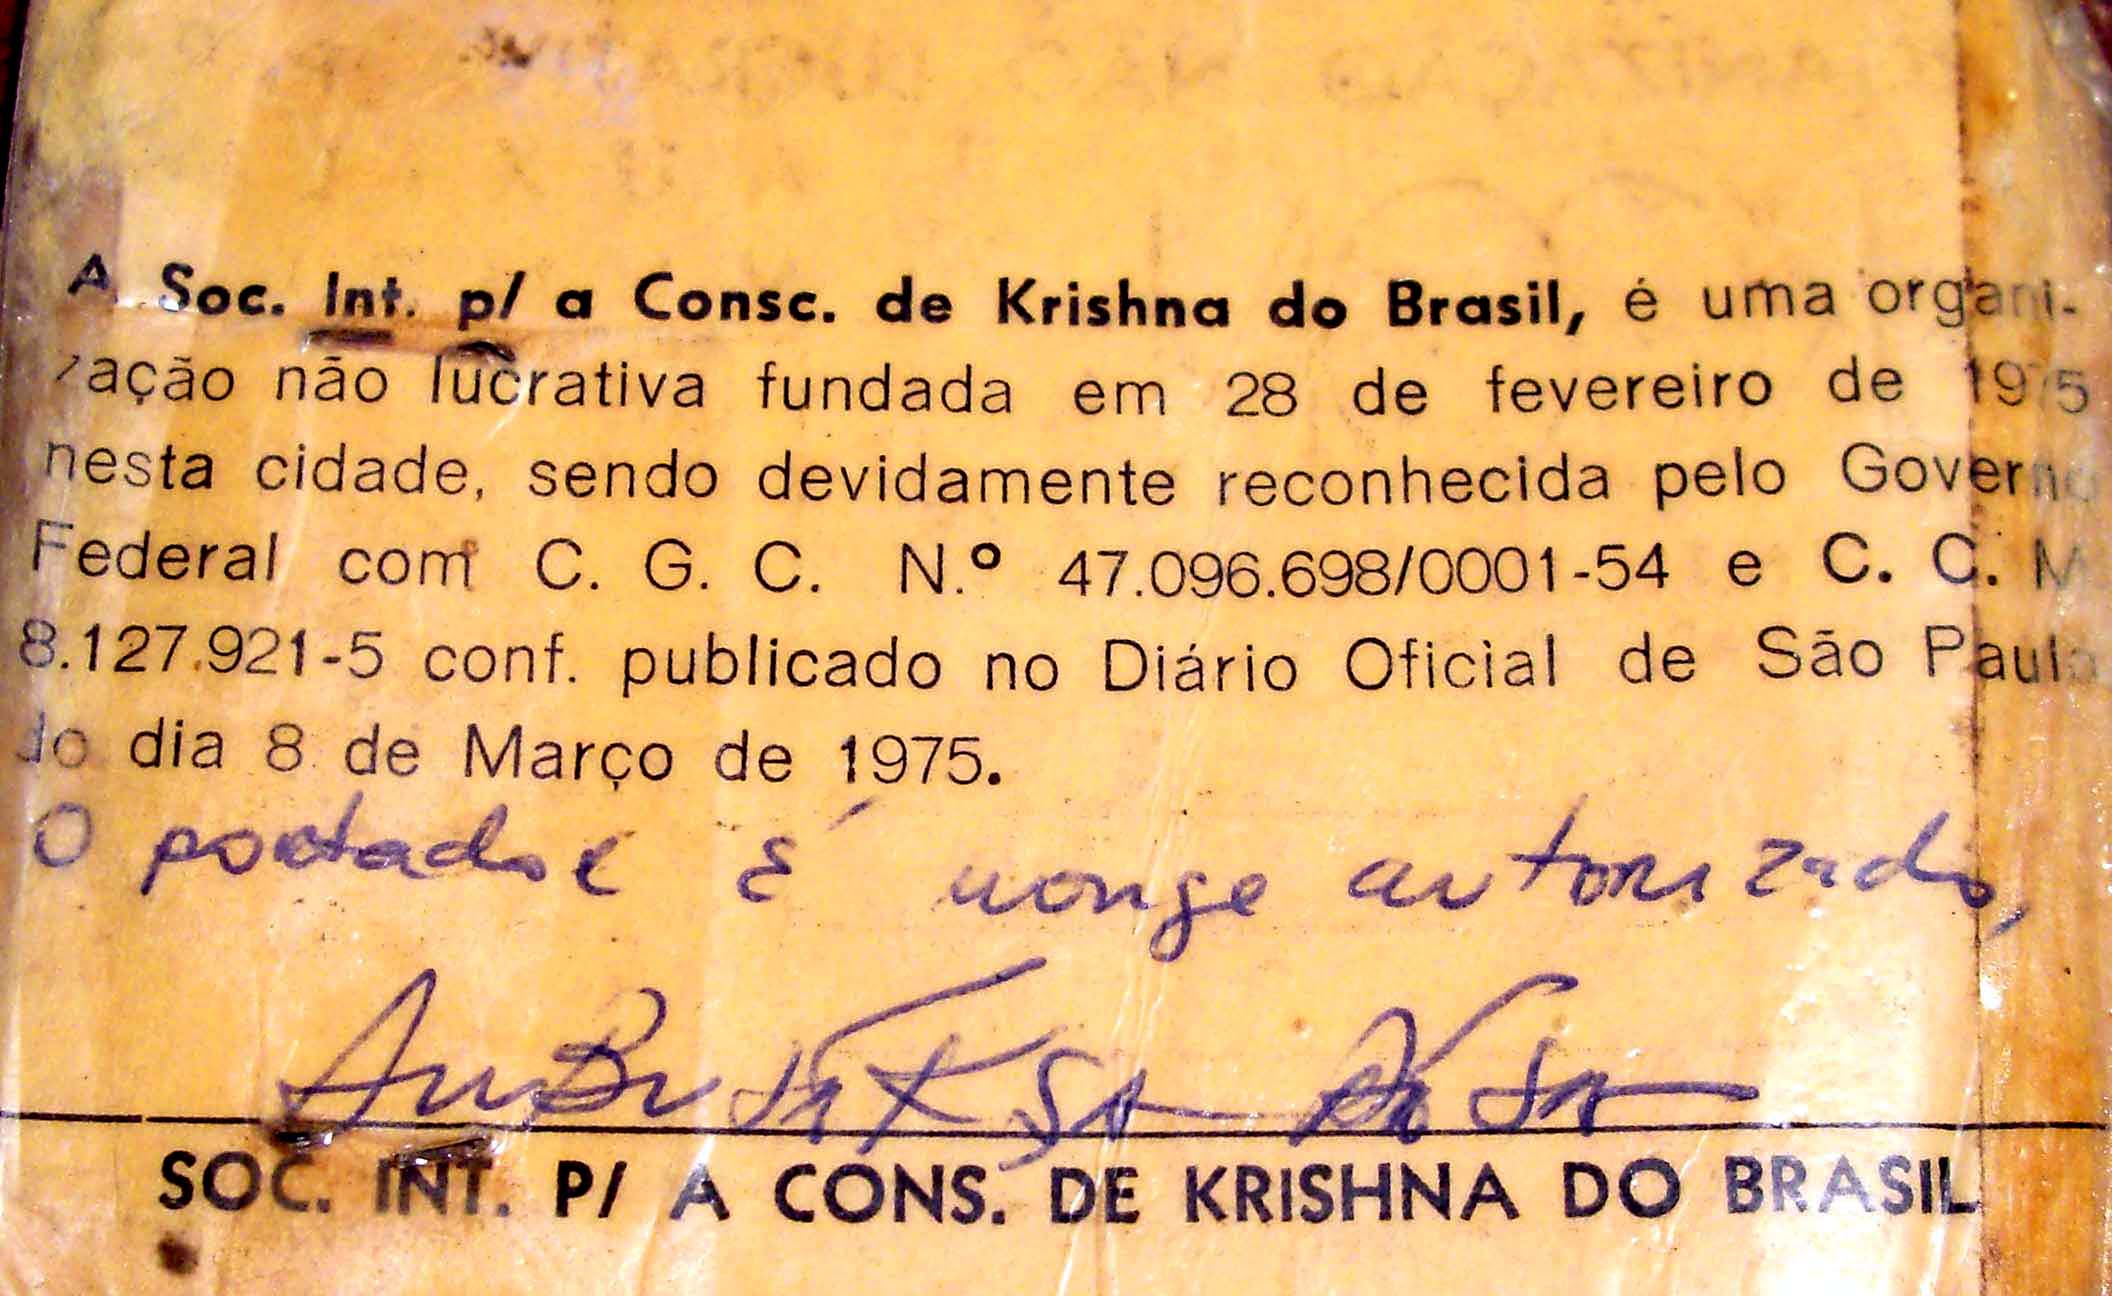 A Soc. Int. p/ a Consc. de Krishna do Brasil, é uma organi-
zação não lucrativa fundada em 28 de fevereiro de 1975
nesta cidade, sendo devidamente reconhecida pelo Governo
Federal com C. G. C. N.º 47.096.698/0001-54 e C. C. M
8.127.921-5 conf. publicado no Diário Oficial de São Paulo
do dia 8 de Março de 1975.
O portador é monge autorizado,
SOC. INT. P/ A CONS. DE KRISHNA DO BRASIL